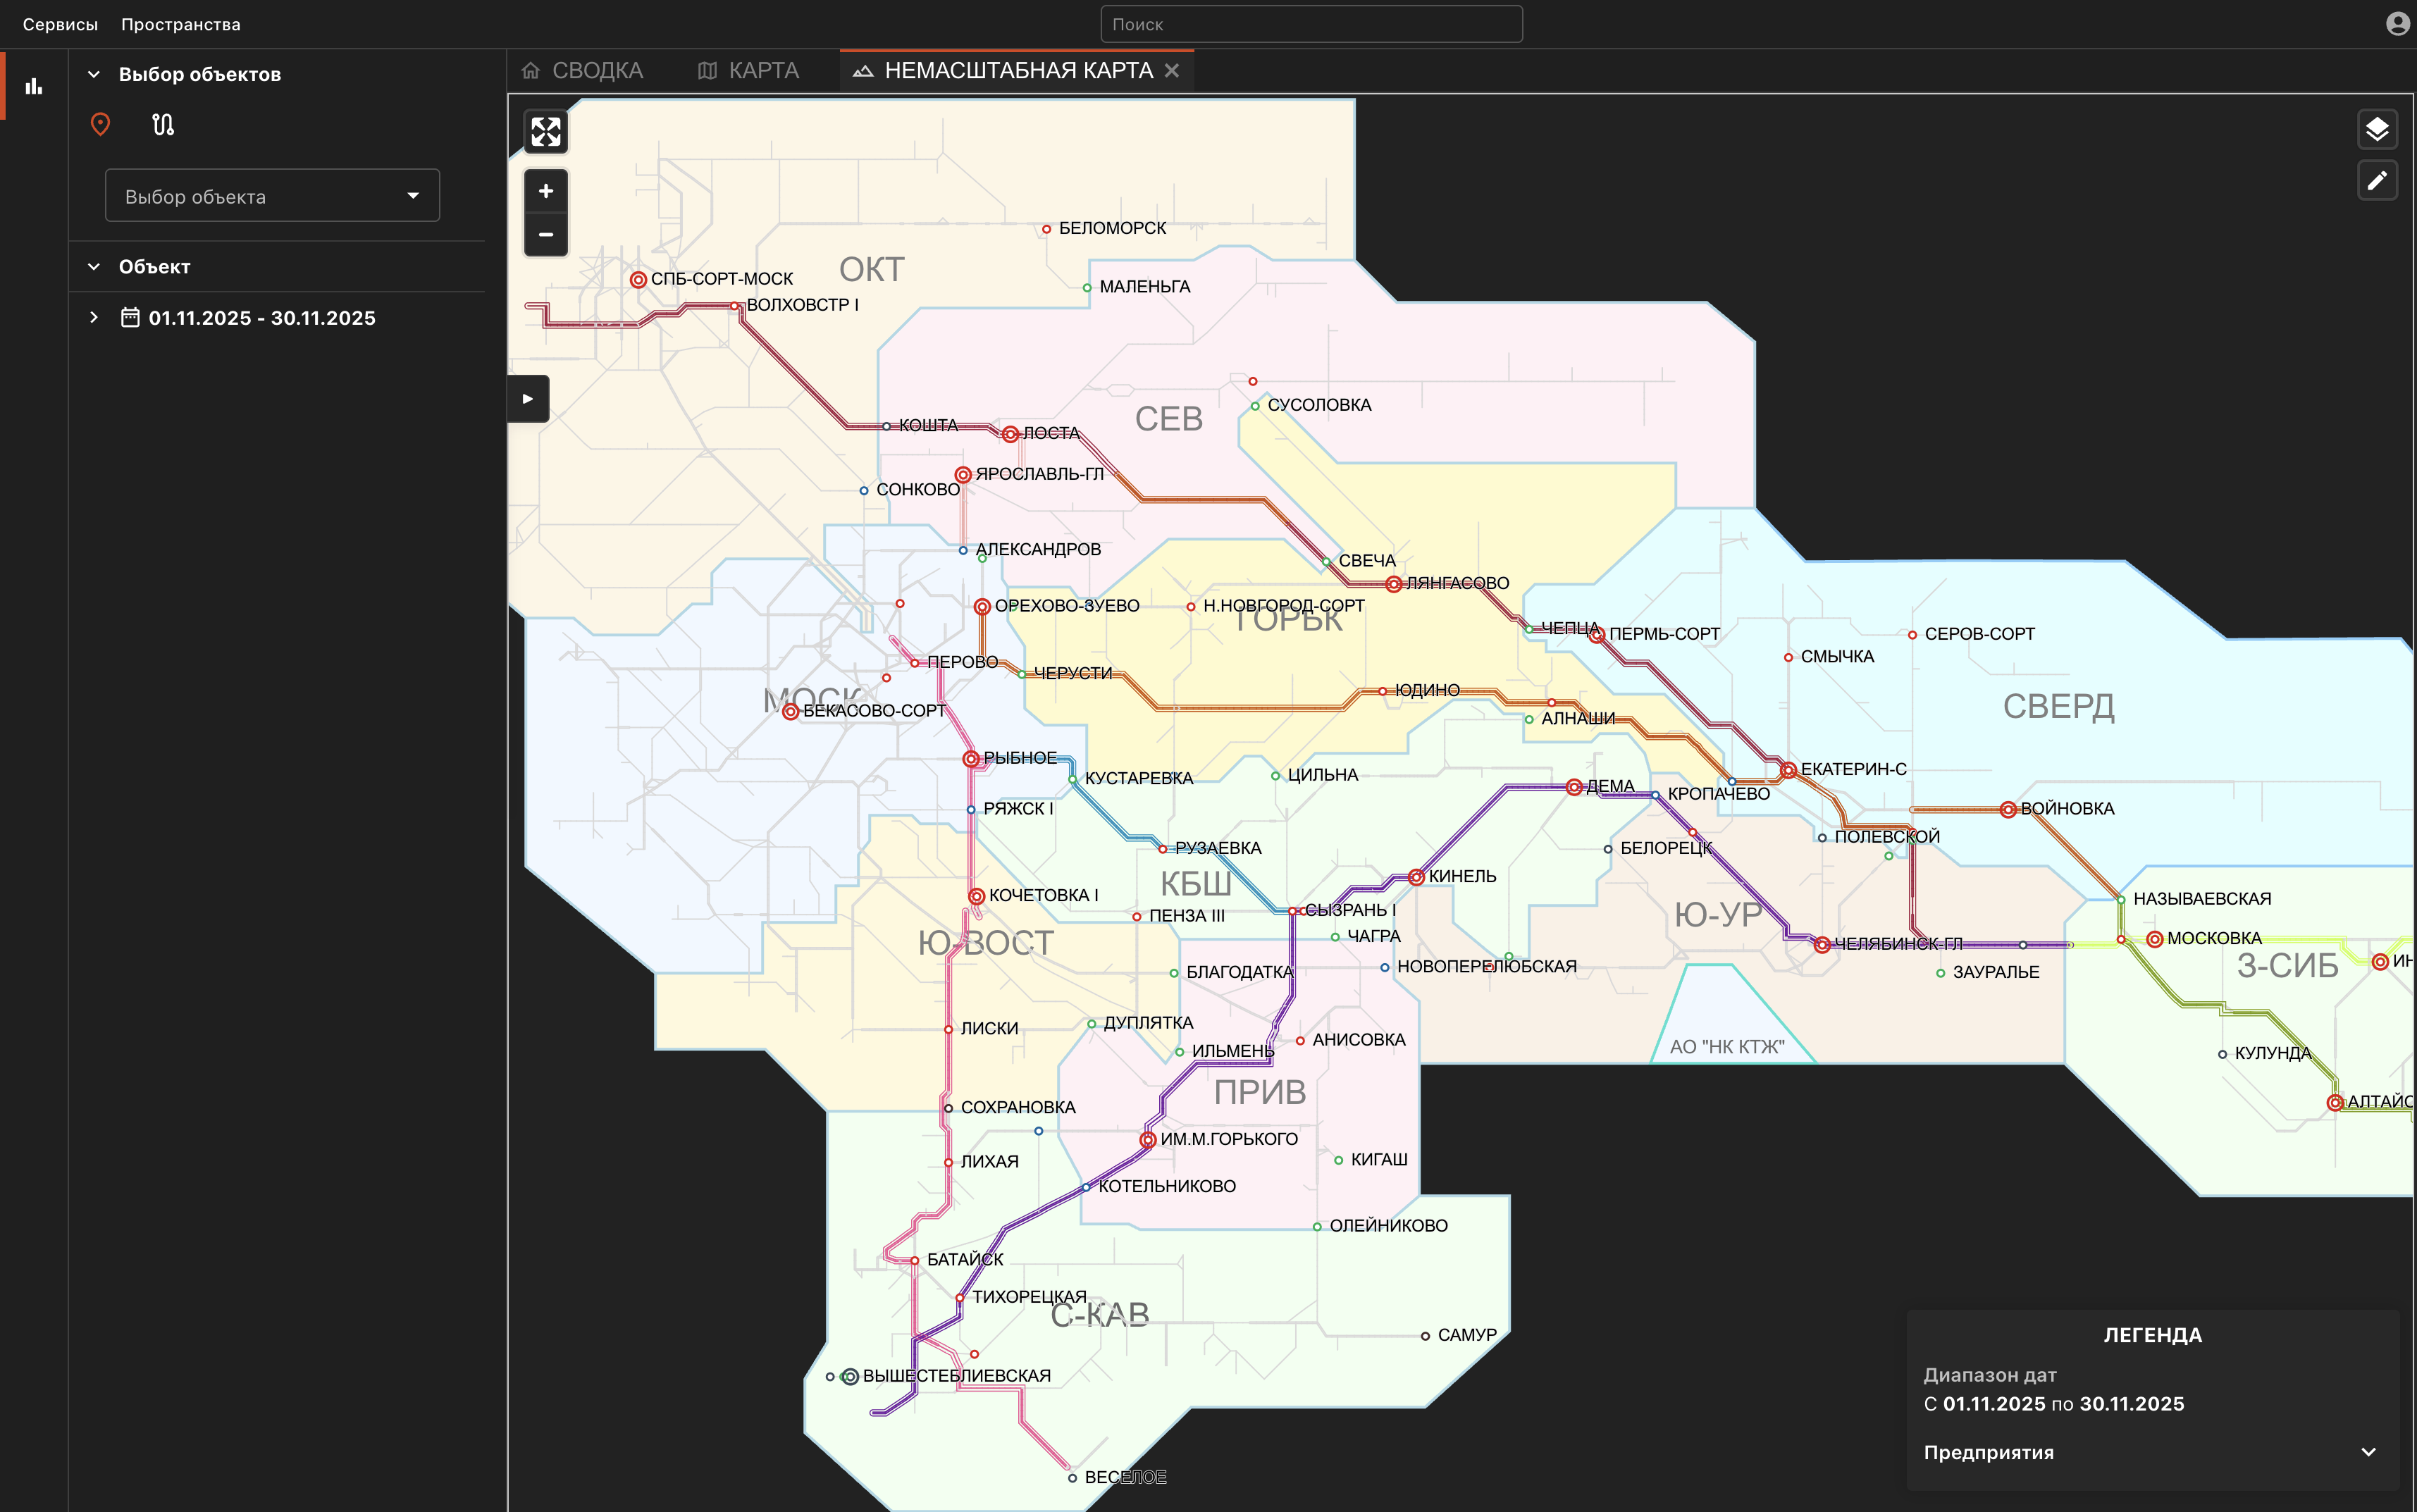 Сервисы Пространства
Поиск
Выбор объектов
Выбор объекта
Объект
01.11.2025 - 30.11.2025
СВОДКА
КАРТА
НЕМАСШТАБНАЯ КАРТА
БЕЛОМОРСК
ОКТ
СПБ-СОРТ-МОСК
МАЛЕНЬГА
ВОЛХОВСТР I
СУСОЛОВКА
СЕВ
КОШТА
ЛОСТА
ЯРОСЛАВЛЬ-ГЛ
СОНКОВО
АЛЕКСАНДРОВ
СВЕЧА
ЛЯНГАСОВО
ОРЕХОВО-ЗУЕВО
Н.НОВГОРОД-СОРТ
ГОРЬК
ЧЕПЦА
ПЕРМЬ-СОРТ
СЕРОВ-СОРТ
СМЫЧКА
ПЕРОВО
ЧЕРУСТИ
ЮДИНО
МОСК
БЕКАСОВО-СОРТ
АЛНАШИ
СВЕРД
РЫБНОЕ
КУСТАРЕВКА
ЦИЛЬНА
ЕКАТЕРИН-С
ДЕМА
КРОПАЧЕВО
РЯЖСК I
ВОЙНОВКА
ПОЛЕВСКОЙ
РУЗАЕВКА
БЕЛОРЕЦК
КБШ
КИНЕЛЬ
КОЧЕТОВКА I
НАЗЫВАЕВСКАЯ
ПЕНЗА III
СЫЗРАНЬ I
Ю-УР
ЧАГРА
МОСКОВКА
Ю-ВОСТ
ЧЕЛЯБИНСК-ГЛ
З-СИБ
ИН
БЛАГОДАТКА
НОВОПЕРЕЛЮБСКАЯ
ЗАУРАЛЬЕ
ЛИСКИ
ДУПЛЯТКА
ИЛЬМЕНЬ
АНИСОВКА
АО "НК КТЖ"
КУЛУНДА
ПРИВ
АЛТАЙС
СОХРАНОВКА
ИМ.М.ГОРЬКОГО
ЛИХАЯ
КИГАШ
КОТЕЛЬНИКОВО
ОЛЕЙНИКОВО
БАТАЙСК
ТИХОРЕЦКАЯ
С-КАВ
САМУР
ВЫШЕСТЕБЛИЕВСКАЯ
ВЕСЕЛОЕ
ЛЕГЕНДА
Диапазон дат
С 01.11.2025 по 30.11.2025
Предприятия